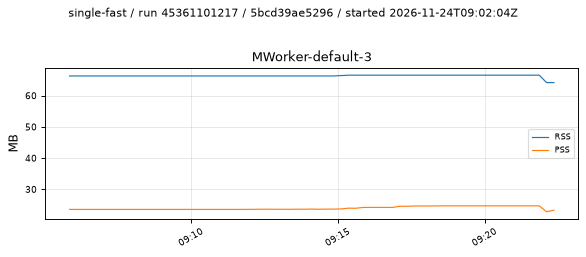 single-fast / run 45361101217 / 5bcd39ae5296 / started 2026-11-24T09:02:04Z
MWorker-default-3
MB
60
50
40
30
RSS
PSS
09:10
09:15
09:20